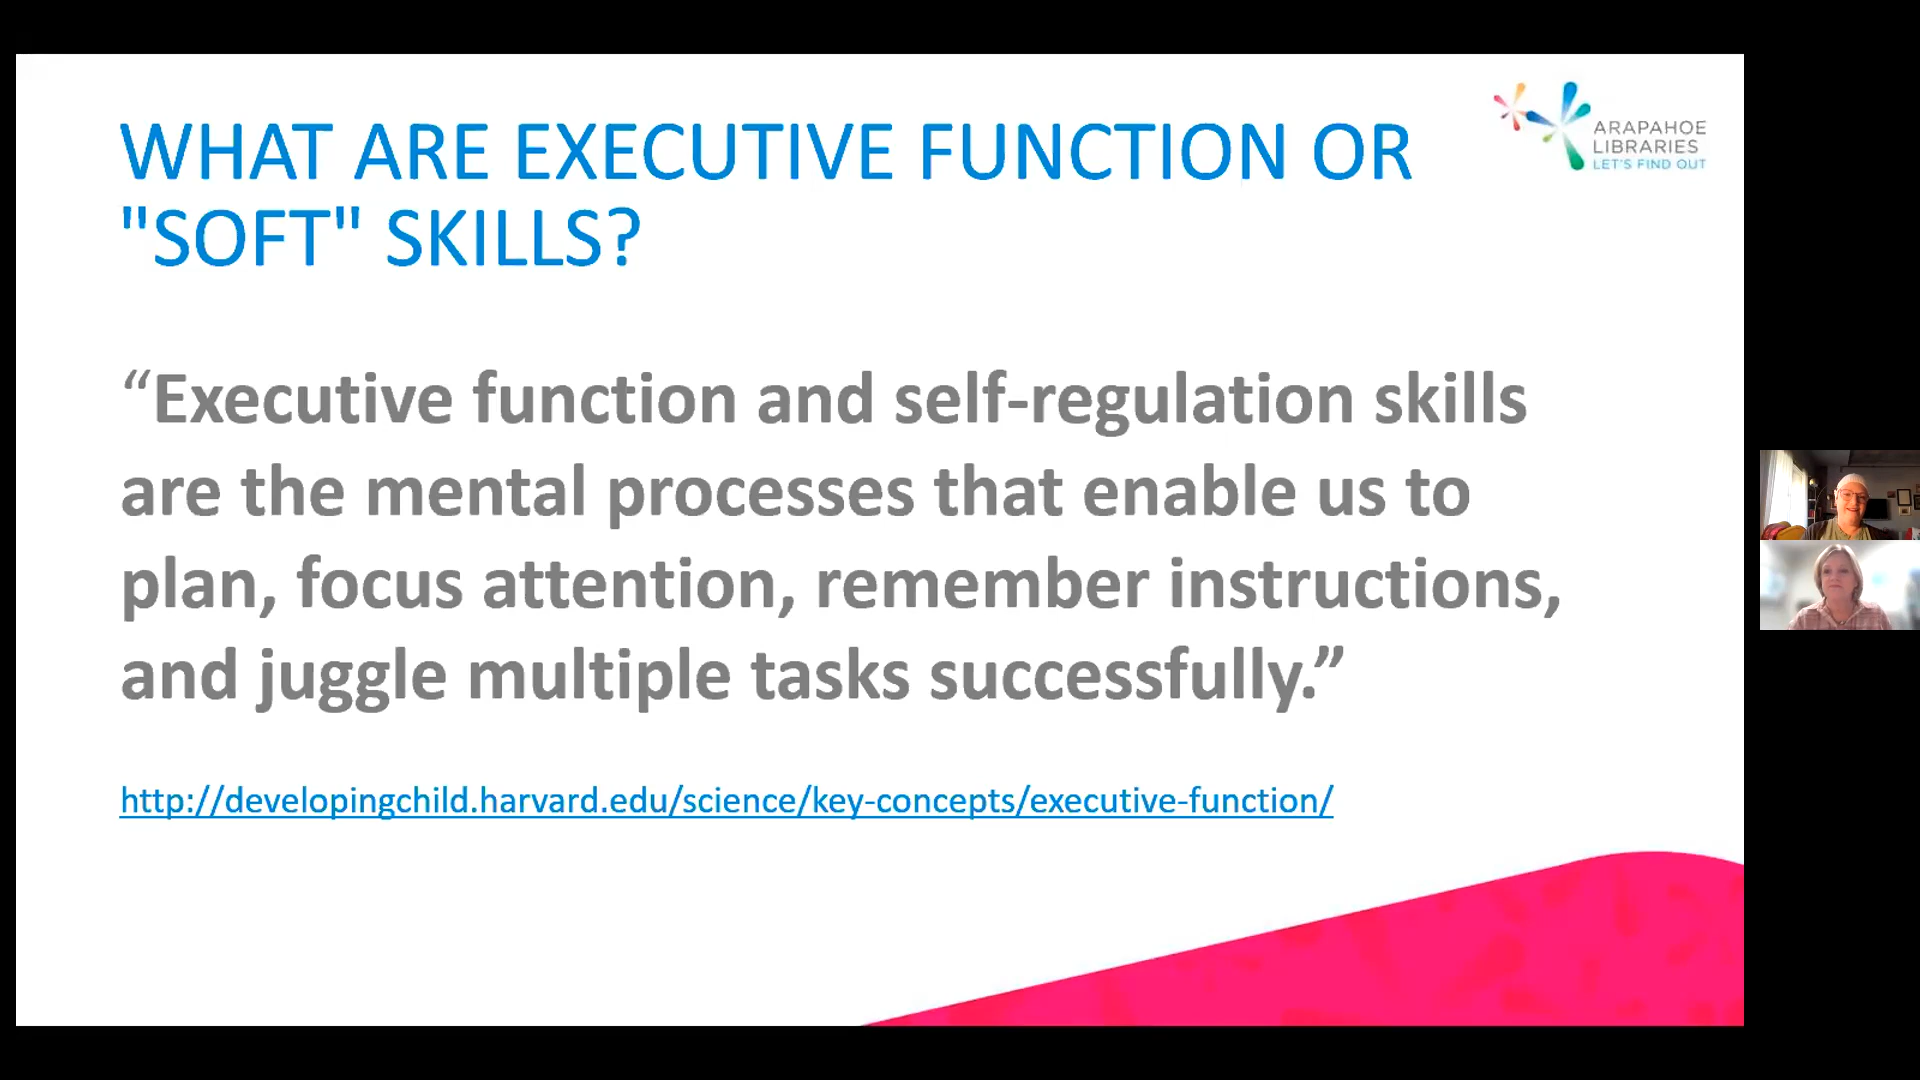 WHAT ARE EXECUTIVE FUNCTION OR
"SOFT" SKILLS?
ARAPAHOE
LIBRARIES
LET'S FIND OUT
“Executive function and self-regulation skills
are the mental processes that enable us to
plan, focus attention, remember instructions,
and juggle multiple tasks successfully.”
http://developingchild.harvard.edu/science/key-concepts/executive-function/